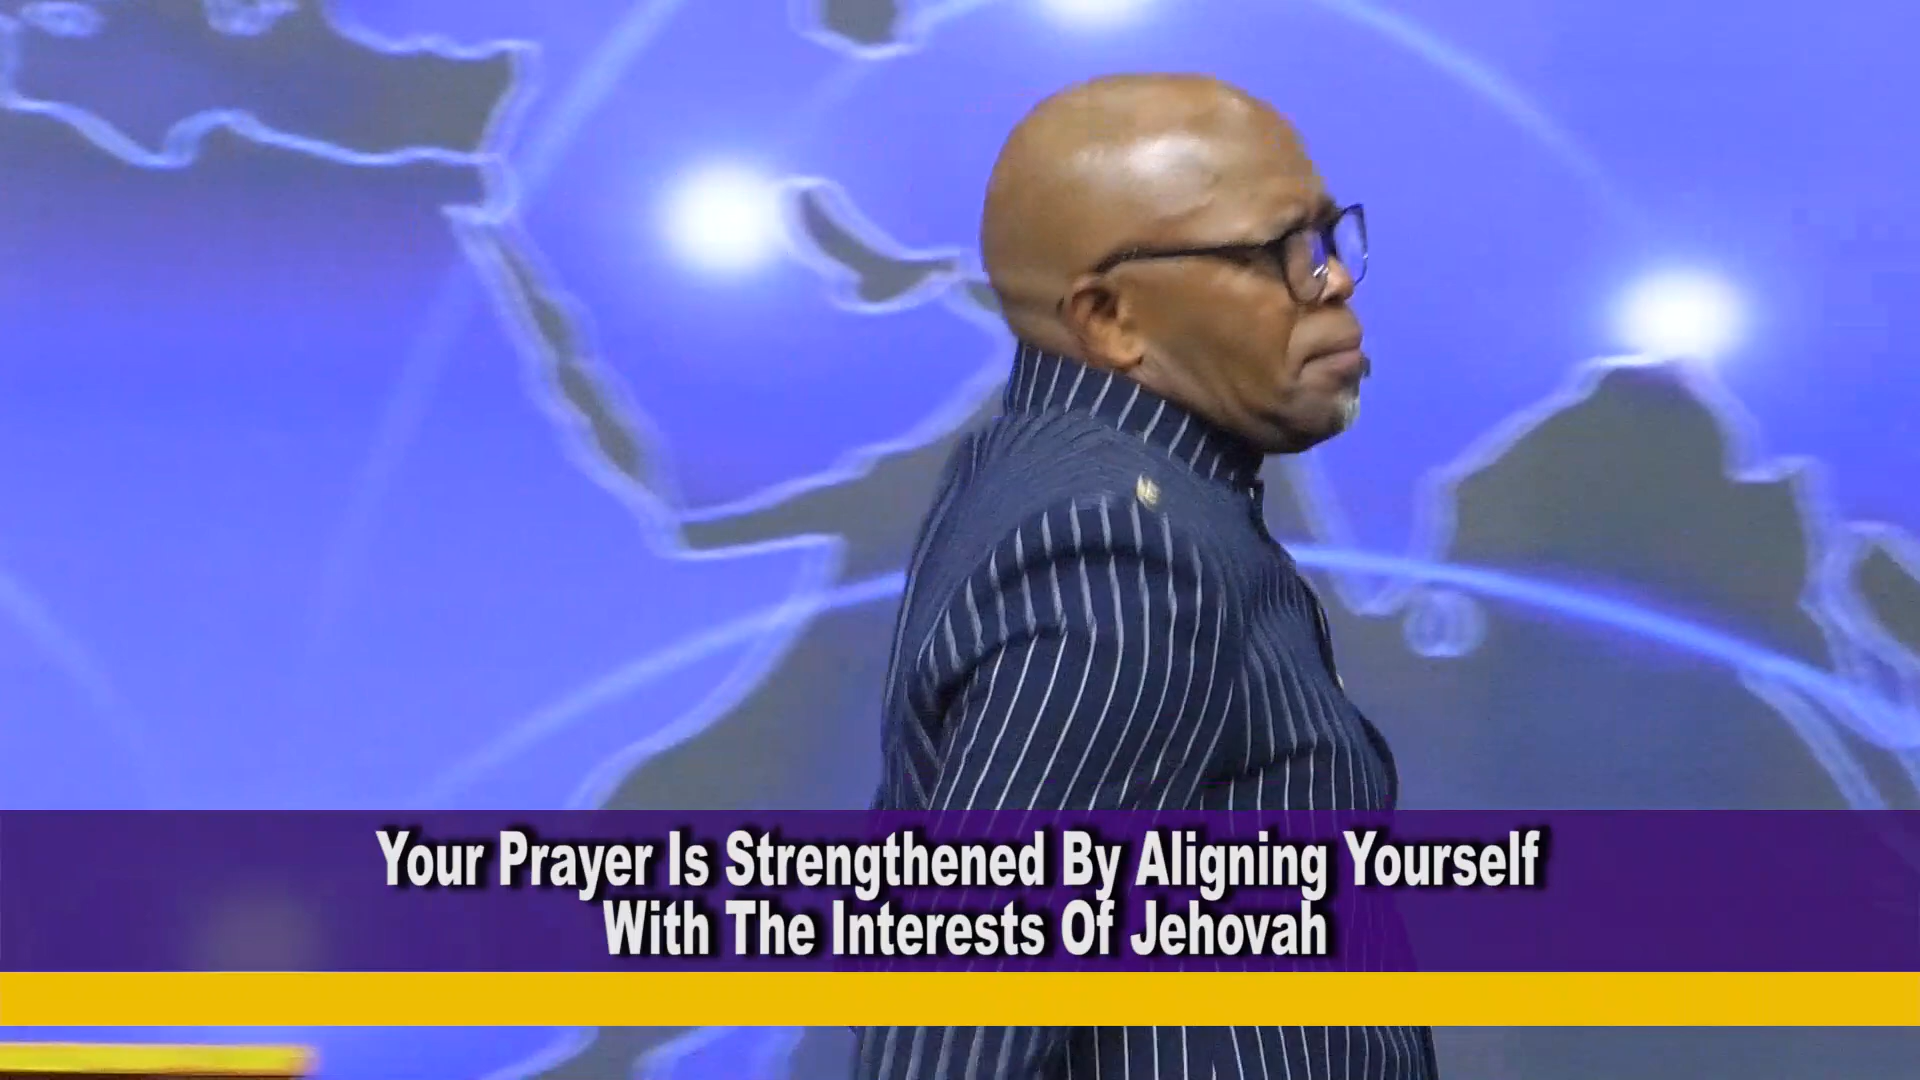 Your Prayer Is Strengthened By Aligning Yourself
With The Interests Of Jehovah